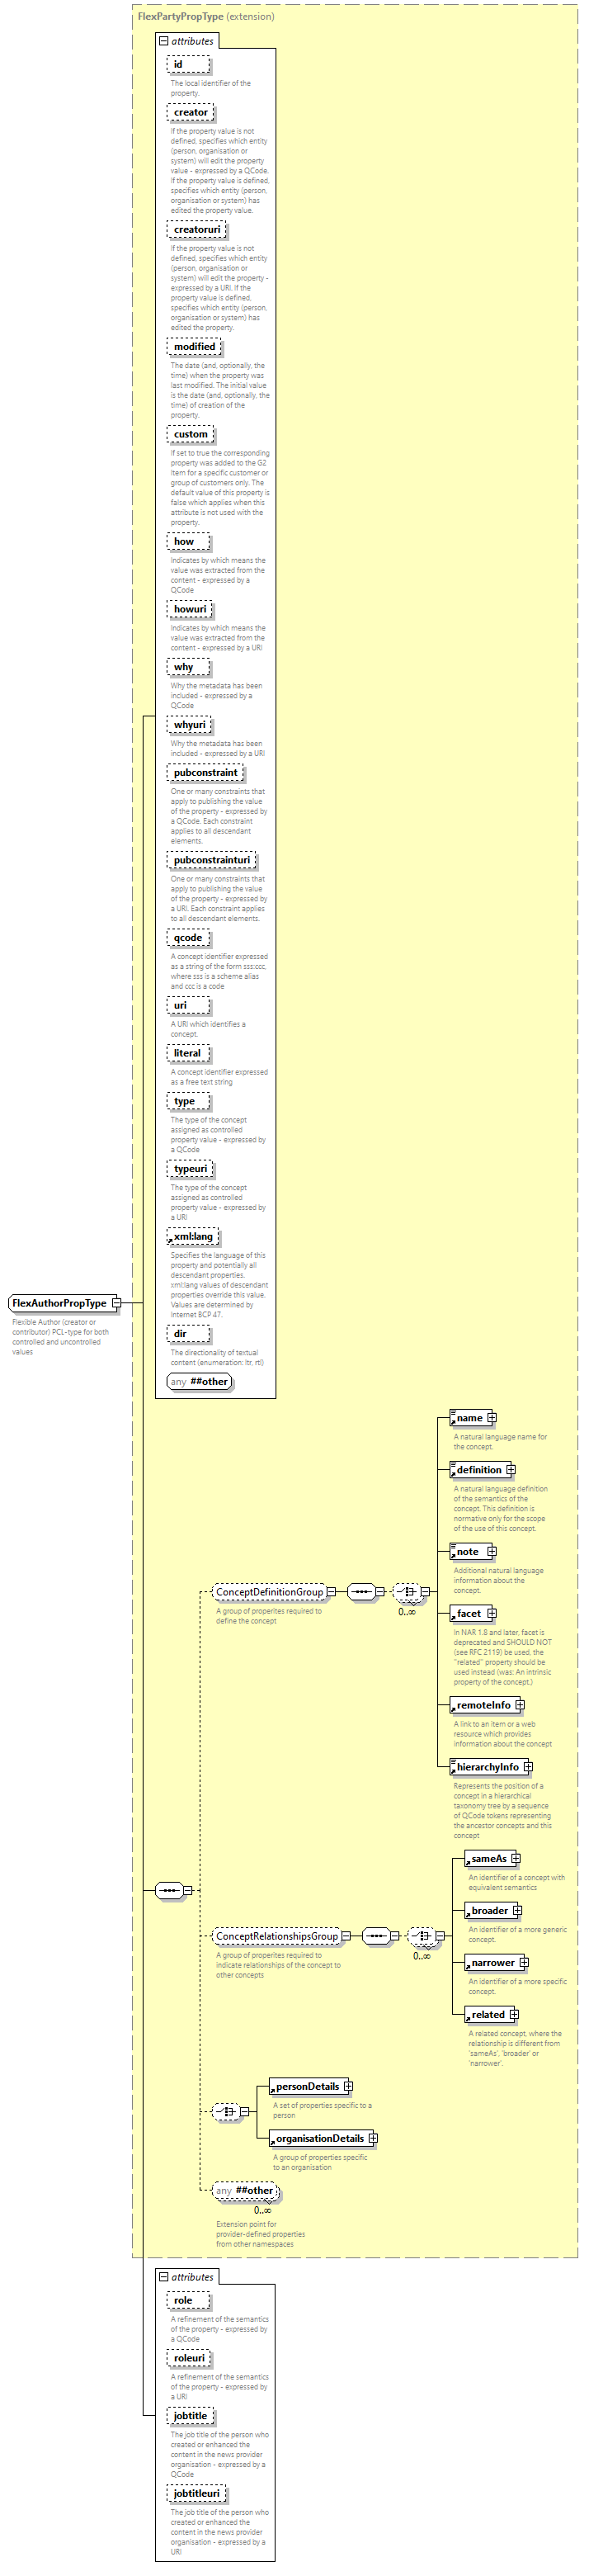 FlexPartyPropType (extension)
attributes
id
The local identifier of the
property.
creator
If the property value is not
defined, specifies which entity
(person, organisation or
system) will edit the property
value - expressed by a QCode.
If the property value is defined,
specifies which entity (person,
organisation or system) has
edited the property value.
creatoruri
If the property value is not
defined, specifies which entity
(person, organisation or
system) will edit the property -
expressed by a URI. If the
property value is defined,
specifies which entity (person,
organisation or system) has
edited the property.
modified
The date (and, optionally, the
time) when the property was
last modified. The initial value
is the date (and, optionally, the
time) of creation of the
property.
custom
If set to true the corresponding
property was added to the G2
Item for a specific customer or
group of customers only. The
default value of this property is
false which applies when this
attribute is not used with the
property.
how
Indicates by which means the
value was extracted from the
content - expressed by a
QCode
howuri
Indicates by which means the
value was extracted from the
content - expressed by a URI
why
Why the metadata has been
included - expressed by a
QCode
whyuri
Why the metadata has been
included - expressed by a URI
pubconstraint
One or many constraints that
apply to publishing the value
of the property - expressed by
a QCode. Each constraint
applies to all descendant
elements.
pubconstrainturi
One or many constraints that
apply to publishing the value
of the property - expressed by
a URI. Each constraint applies
to all descendant elements.
qcode
A concept identifier expressed
as a string of the form sss:ccc,
where sss is a scheme alias
and ccc is a code
uri
A URI which identifies a
concept.
literal
A concept identifier expressed
as a free text string
type
The type of the concept
assigned as controlled
property value - expressed by
a QCode
typeuri
The type of the concept
assigned as controlled
property value - expressed by
a URI
xml:lang
Specifies the language of this
property and potentially all
descendant properties.
xml:lang values of descendant
properties override this value.
Values are determined by
Internet BCP 47.
dir
The directionality of textual
content (enumeration: ltr, rtl)
any ##other
FlexAuthorPropType
Flexible Author (creator or
contributor) PCL-type for both
controlled and uncontrolled
values
name
A natural language name for
the concept.
definition
A natural language definition
of the semantics of the
concept. This definition is
normative only for the scope
of the use of this concept.
note
Additional natural language
information about the
concept.
ConceptDefinitionGroup
0..∞
A group of properites required to
define the concept
facet
In NAR 1.8 and later, facet is
deprecated and SHOULD NOT
(see RFC 2119) be used, the
"related" property should be
used instead (was: An intrinsic
property of the concept.)
remoteInfo
A link to an item or a web
resource which provides
information about the concept
hierarchyInfo
Represents the position of a
concept in a hierarchical
taxonomy tree by a sequence
of QCode tokens representing
the ancestor concepts and this
concept
sameAs
An identifier of a concept with
equivalent semantics
broader
An identifier of a more generic
concept.
ConceptRelationshipsGroup
0..∞
A group of properites required to
indicate relationships of the concept to
other concepts
narrower
An identifier of a more specific
concept.
related
A related concept, where the
relationship is different from
'sameAs', 'broader' or
'narrower'.
personDetails
A set of properties specific to a
person
organisationDetails
A group of properties specific
to an organisation
any ##other
0..∞
Extension point for
provider-defined properties
from other namespaces
attributes
role
A refinement of the semantics
of the property - expressed by
a QCode
roleuri
A refinement of the semantics
of the property - expressed by
a URI
jobtitle
The job title of the person who
created or enhanced the
content in the news provider
organisation - expressed by a
QCode
jobtitleuri
The job title of the person who
created or enhanced the
content in the news provider
organisation - expressed by a
URI